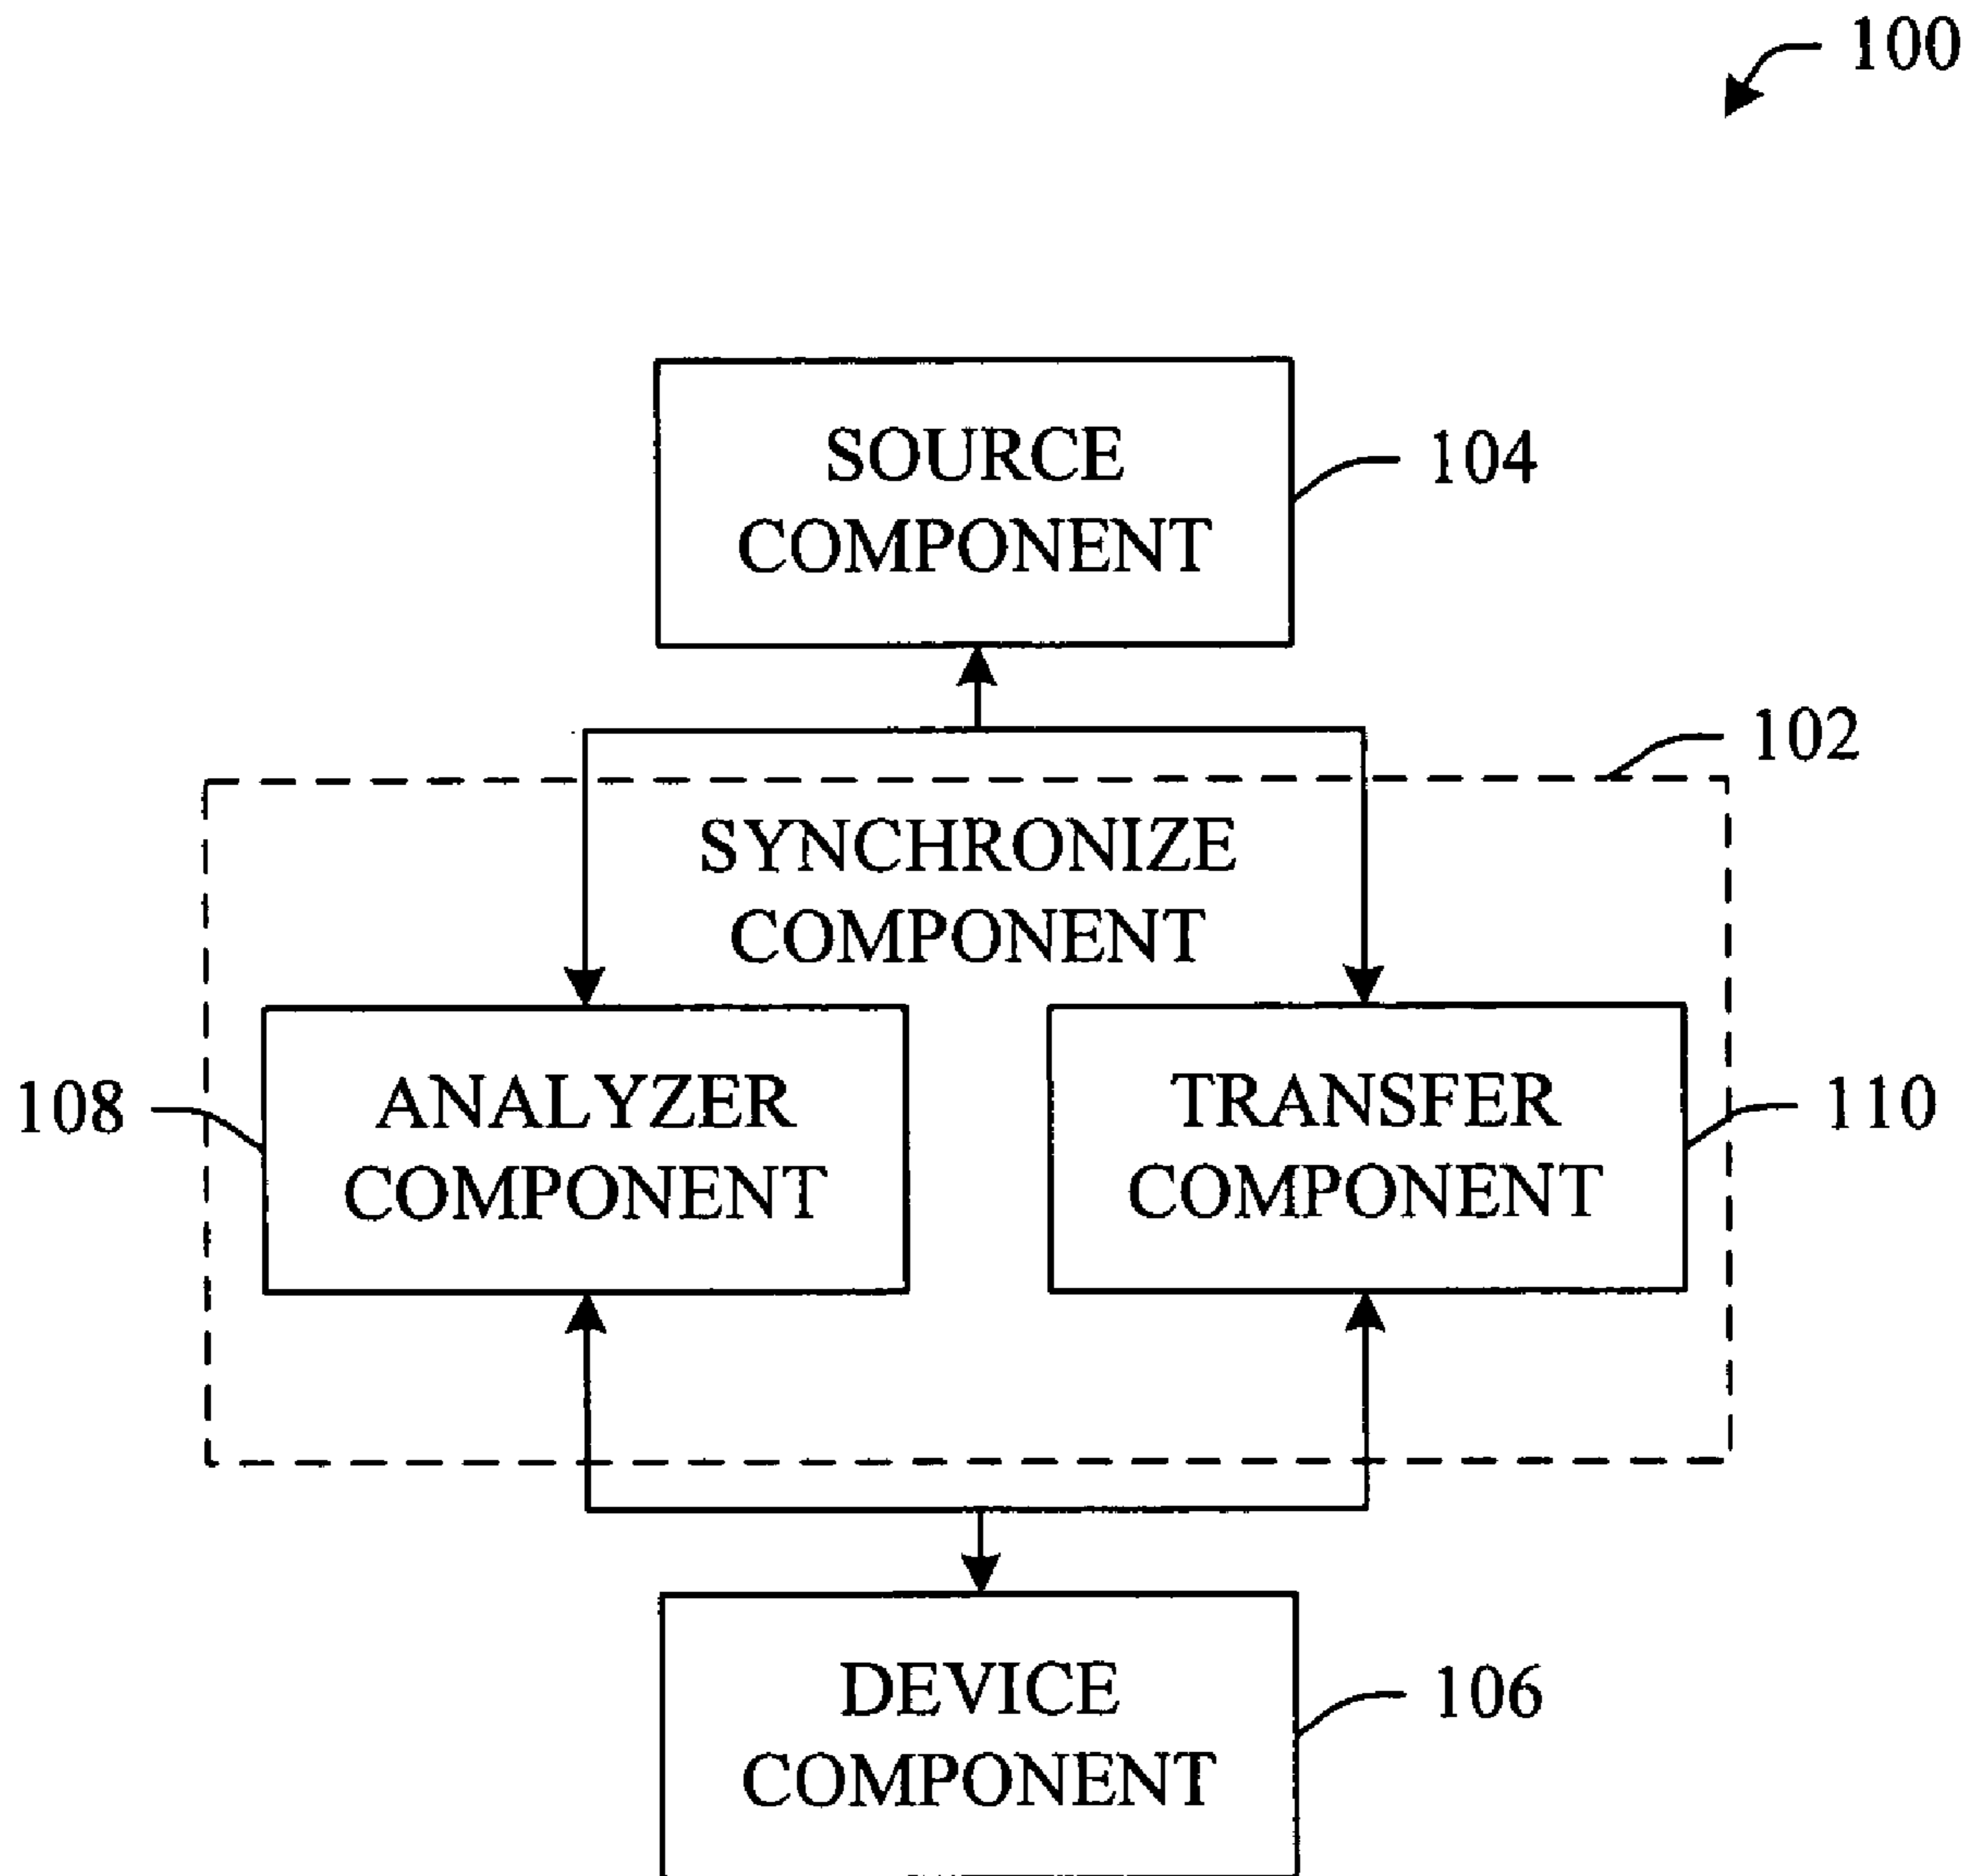 100
SOURCE
COMPONENT
104
102
SYNCHRONIZE
COMPONENT
108
ANALYZER
COMPONENT
TRANSFER
COMPONENT
110
DEVICE
COMPONENT
106